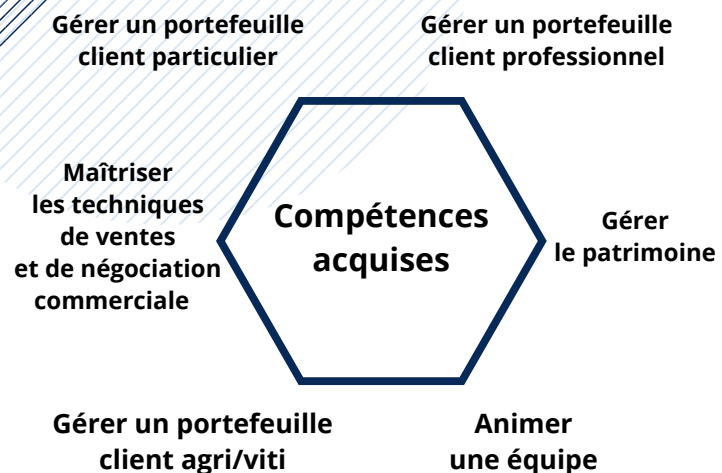 Gérer un portefeuille
client particulier
Gérer un portefeuille
client professionnel
Maîtriser
les techniques
de ventes
et de négociation
commerciale
Compétences
acquises
Gérer
le patrimoine
Gérer un portefeuille
client agri/viti
Animer
une équipe